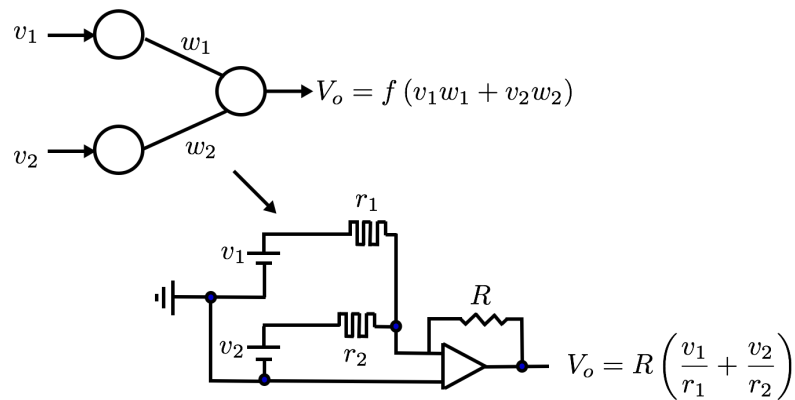 v₁
w₁
Vₒ = f (v₁w₁ + v₂w₂)
v₂
w₂
r₁
v₁
R
v₂
r₂
Vₒ = R (v₁/r₁ + v₂/r₂)